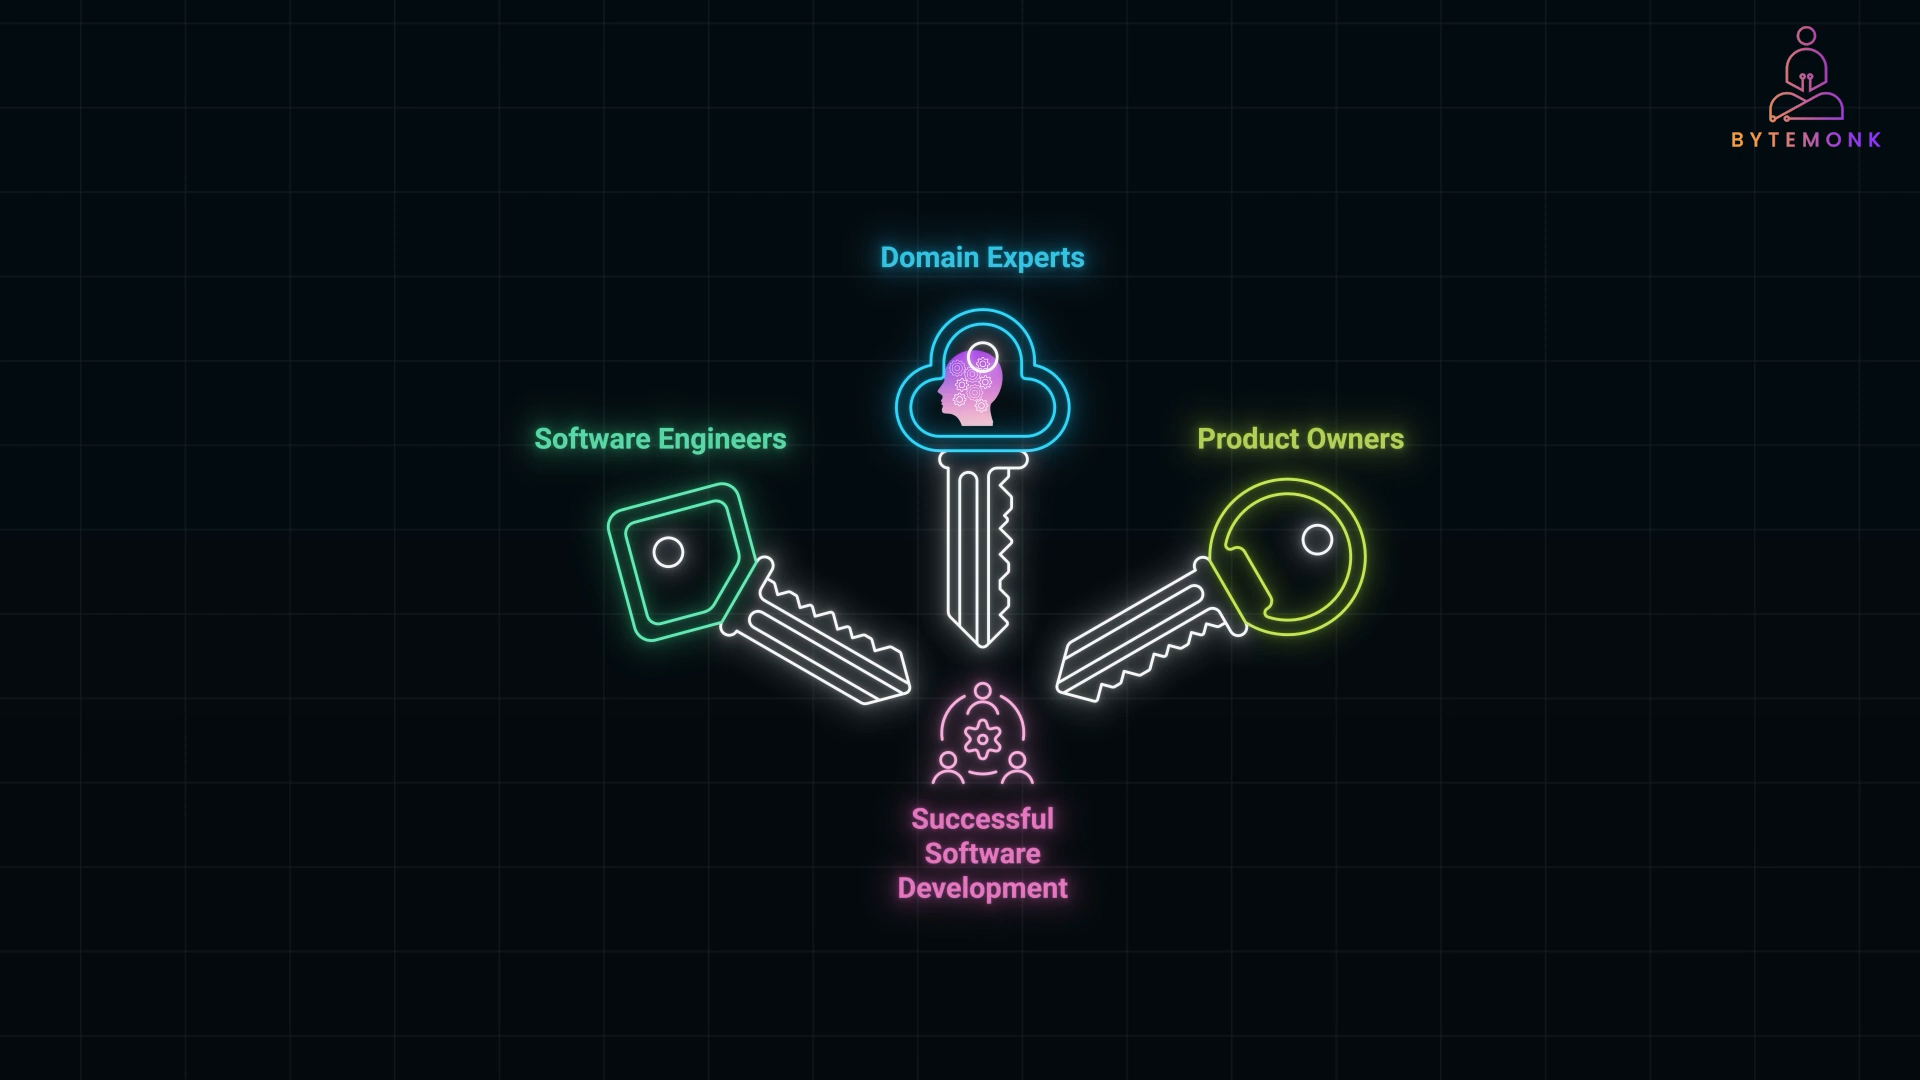 BYTEMONK
Domain Experts
Software Engineers
Product Owners
Successful
Software
Development